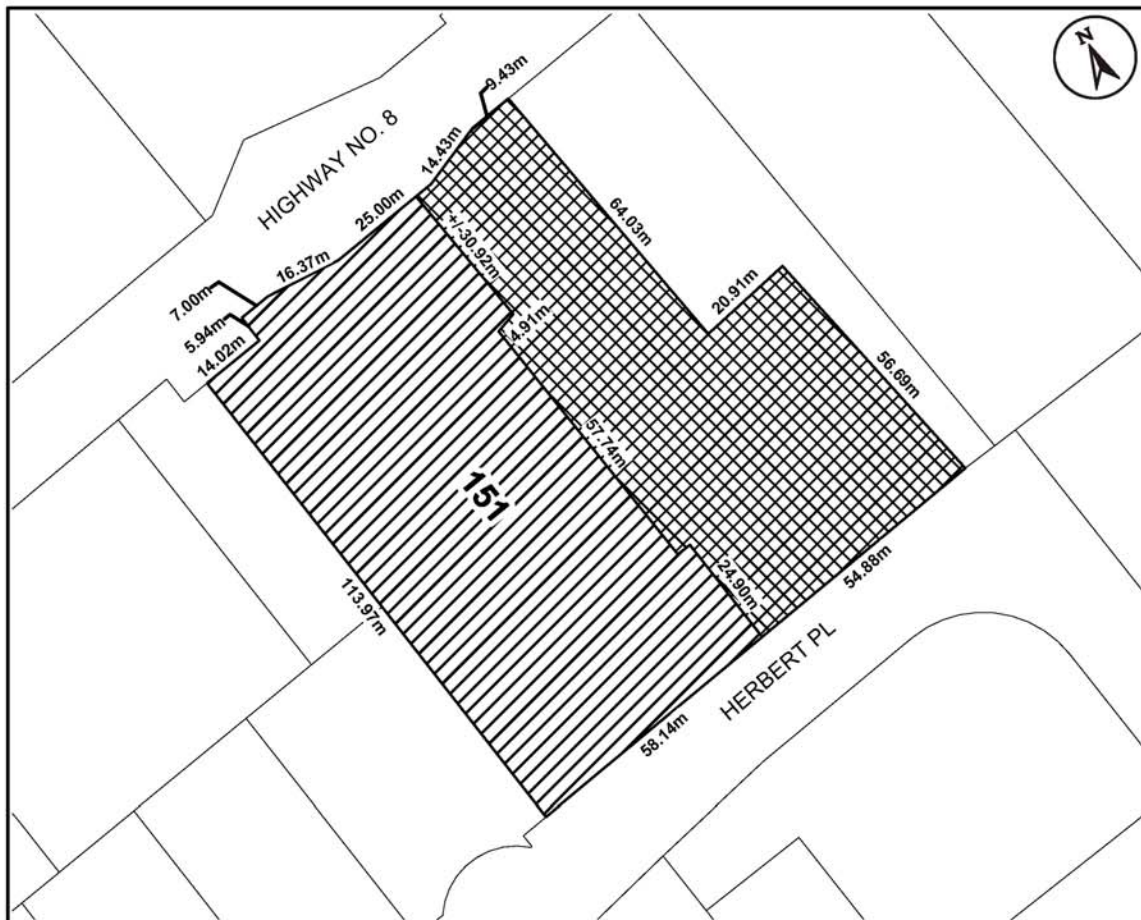 N
9.43m
HIGHWAY NO. 8
14.43m
25.00m
16.37m
7.00m
5.94m
14.02m
+/-30.92m
64.03m
20.91m
4.91m
56.69m
57.74m
151
113.97m
24.90m
54.88m
58.14m
HERBERT PL